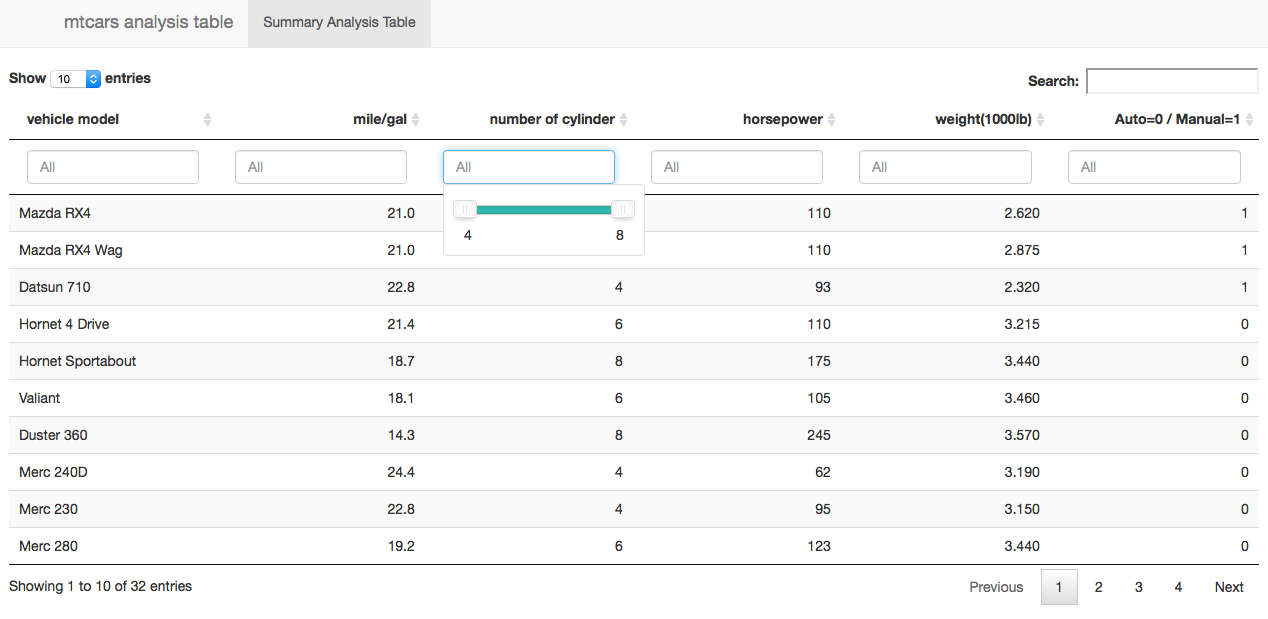 mtcars analysis table Summary Analysis Table
Show 10 entries
Search:
vehicle model mile/gal number of cylinder horsepower weight(1000lb) Auto=0 / Manual=1
All All All All All All
Mazda RX4 21.0 110 2.620 1
4 8
Mazda RX4 Wag 21.0 110 2.875 1
Datsun 710 22.8 4 93 2.320 1
Hornet 4 Drive 21.4 6 110 3.215 0
Hornet Sportabout 18.7 8 175 3.440 0
Valiant 18.1 6 105 3.460 0
Duster 360 14.3 8 245 3.570 0
Merc 240D 24.4 4 62 3.190 0
Merc 230 22.8 4 95 3.150 0
Merc 280 19.2 6 123 3.440 0
Showing 1 to 10 of 32 entries Previous 1 2 3 4 Next